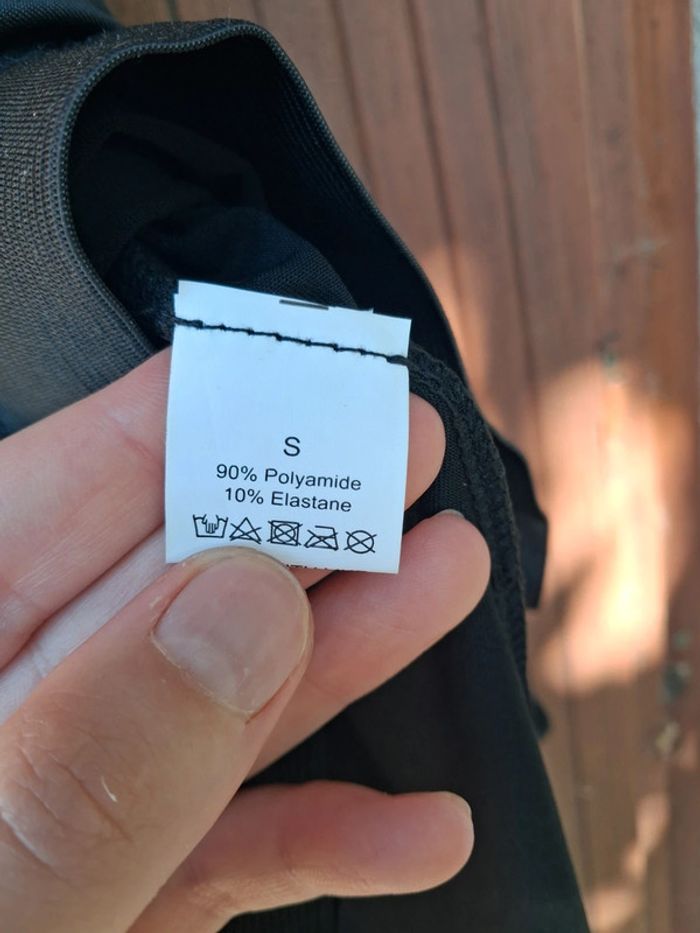 S
90% Polyamide
10% Elastane